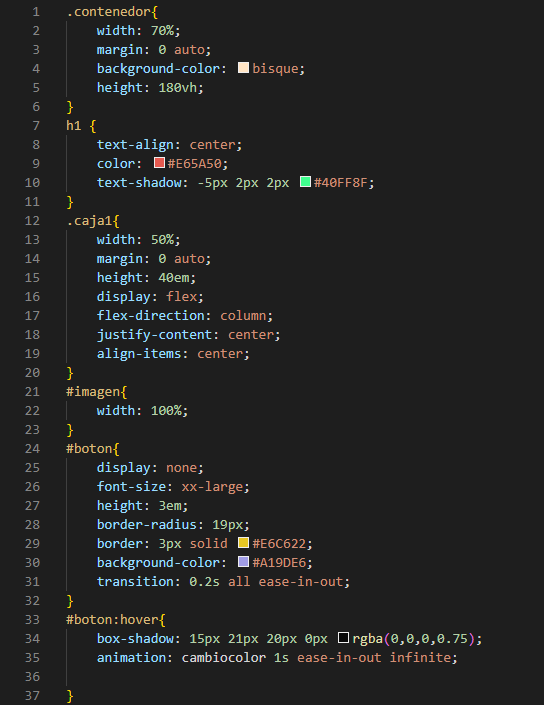 1 .contenedor{
2 width: 70%;
3 margin: 0 auto;
4 background-color: bisque;
5 height: 180vh;
6 }
7 h1 {
8 text-align: center;
9 color: #E65A50;
10 text-shadow: -5px 2px 2px #40FF8F;
11 }
12 .caja1{
13 width: 50%;
14 margin: 0 auto;
15 height: 40em;
16 display: flex;
17 flex-direction: column;
18 justify-content: center;
19 align-items: center;
20 }
21 #imagen{
22 width: 100%;
23 }
24 #boton{
25 display: none;
26 font-size: xx-large;
27 height: 3em;
28 border-radius: 19px;
29 border: 3px solid #E6C622;
30 background-color: #A19DE6;
31 transition: 0.2s all ease-in-out;
32 }
33 #boton:hover{
34 box-shadow: 15px 21px 20px 0px rgba(0,0,0,0.75);
35 animation: cambiocolor 1s ease-in-out infinite;
36
37 }